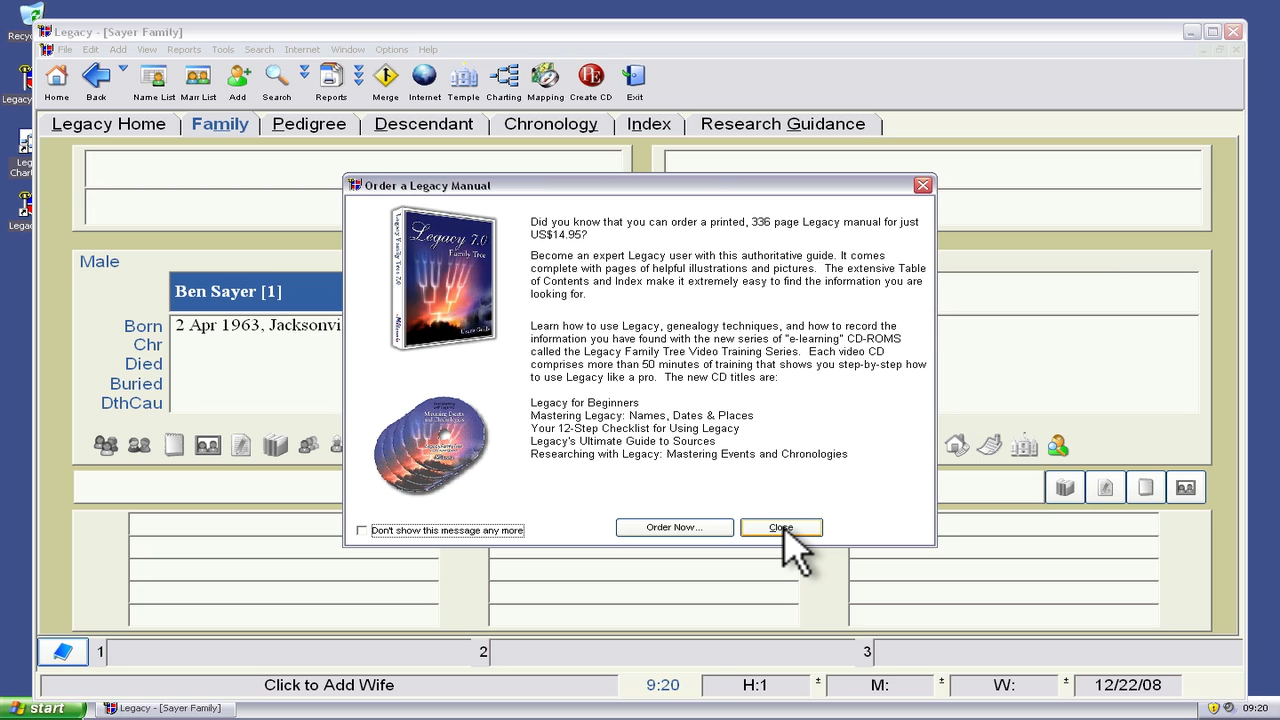 Recyc
Legacy - [Sayer Family]
File Edit Add View Reports Tools Search Internet Window Options Help
Home Back Name List Marr List Add Search Reports Merge Internet Temple Charting Mapping Create CD Exit
Legacy
Legacy Home Family Pedigree Descendant Chronology Index Research Guidance
Leg
Chart
Lega
Order a Legacy Manual
Legacy 7.0
Family Tree
Did you know that you can order a printed, 336 page Legacy manual for just
US$14.95?
Become an expert Legacy user with this authoritative guide. It comes
complete with pages of helpful illustrations and pictures. The extensive Table
of Contents and Index make it extremely easy to find the information you are
looking for.
Learn how to use Legacy, genealogy techniques, and how to record the
information you have found with the new series of "e-learning" CD-ROMS
called the Legacy Family Tree Video Training Series. Each video CD
comprises more than 50 minutes of training that shows you step-by-step how
to use Legacy like a pro. The new CD titles are:
Legacy for Beginners
Mastering Legacy: Names, Dates & Places
Your 12-Step Checklist for Using Legacy
Legacy's Ultimate Guide to Sources
Researching with Legacy: Mastering Events and Chronologies
Don't show this message any more
Order Now...
Close
Male
Ben Sayer [1]
Born 2 Apr 1963, Jacksonvi
Chr
Died
Buried
DthCau
1 2 3
Click to Add Wife 9:20 H:1 ± M: ± W: ± 12/22/08
start Legacy - [Sayer Family] 09:20